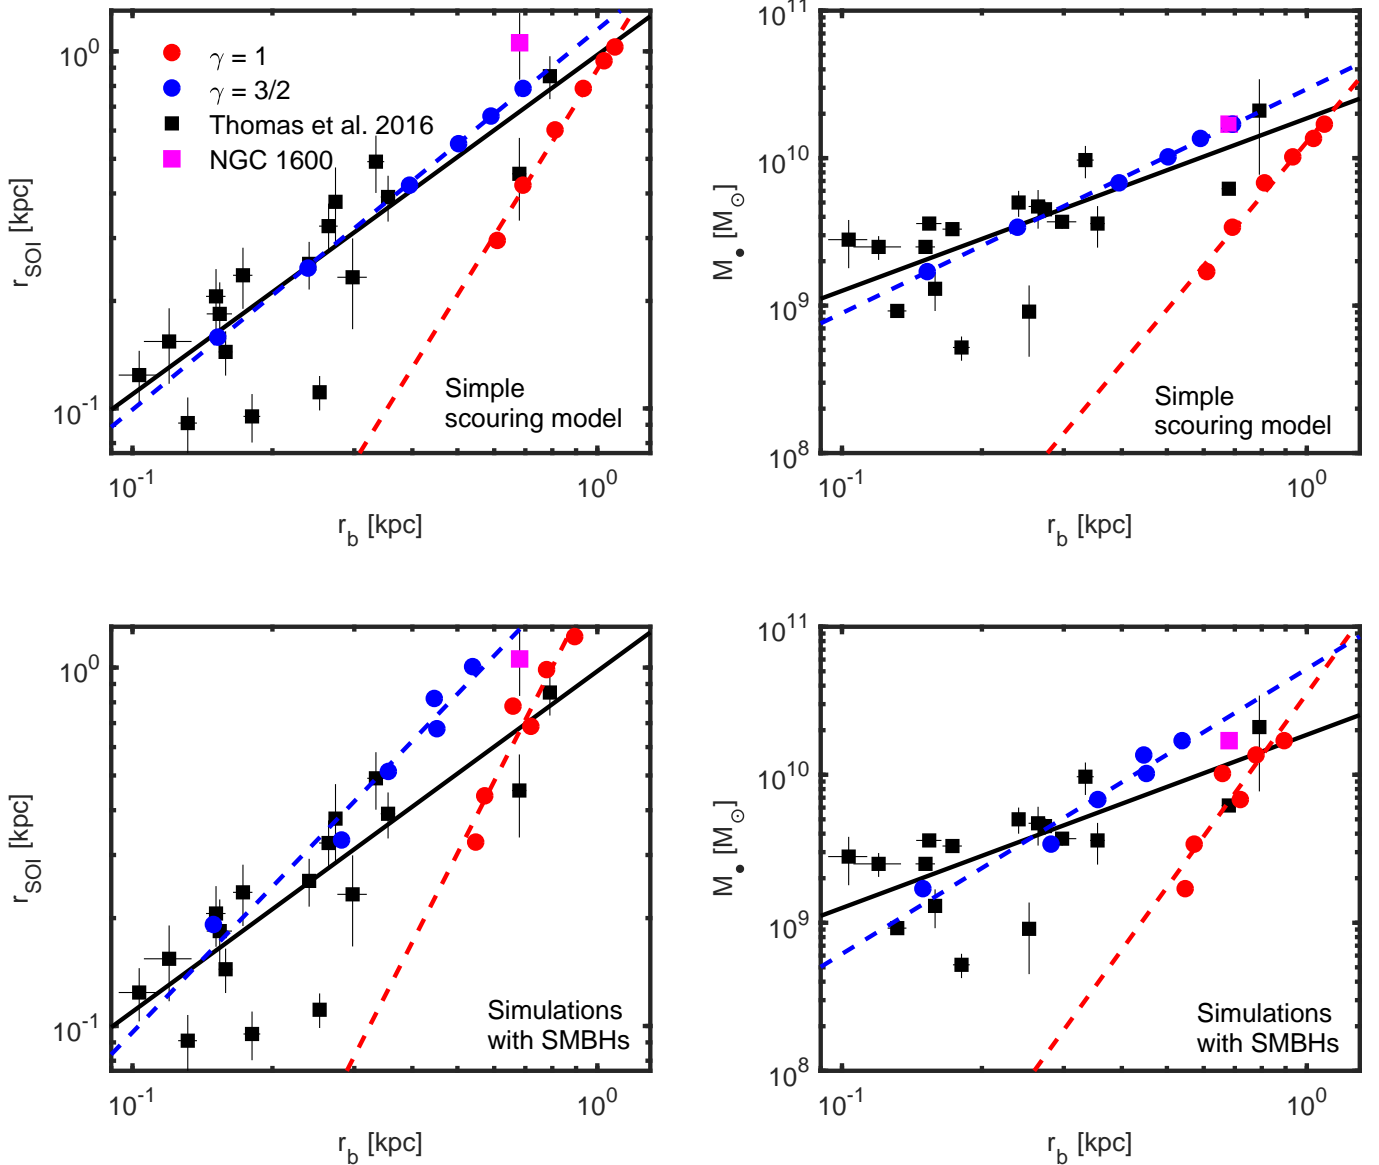 10^0
r_SOI [kpc]
10^-1
γ = 1
γ = 3/2
Thomas et al. 2016
NGC 1600
Simple
scouring model
10^-1
10^0
r_b [kpc]
10^11
10^10
M_• [M_⊙]
10^9
10^8
Simple
scouring model
10^-1
10^0
r_b [kpc]
10^0
r_SOI [kpc]
10^-1
Simulations
with SMBHs
10^-1
10^0
r_b [kpc]
10^11
10^10
M_• [M_⊙]
10^9
10^8
Simulations
with SMBHs
10^-1
10^0
r_b [kpc]